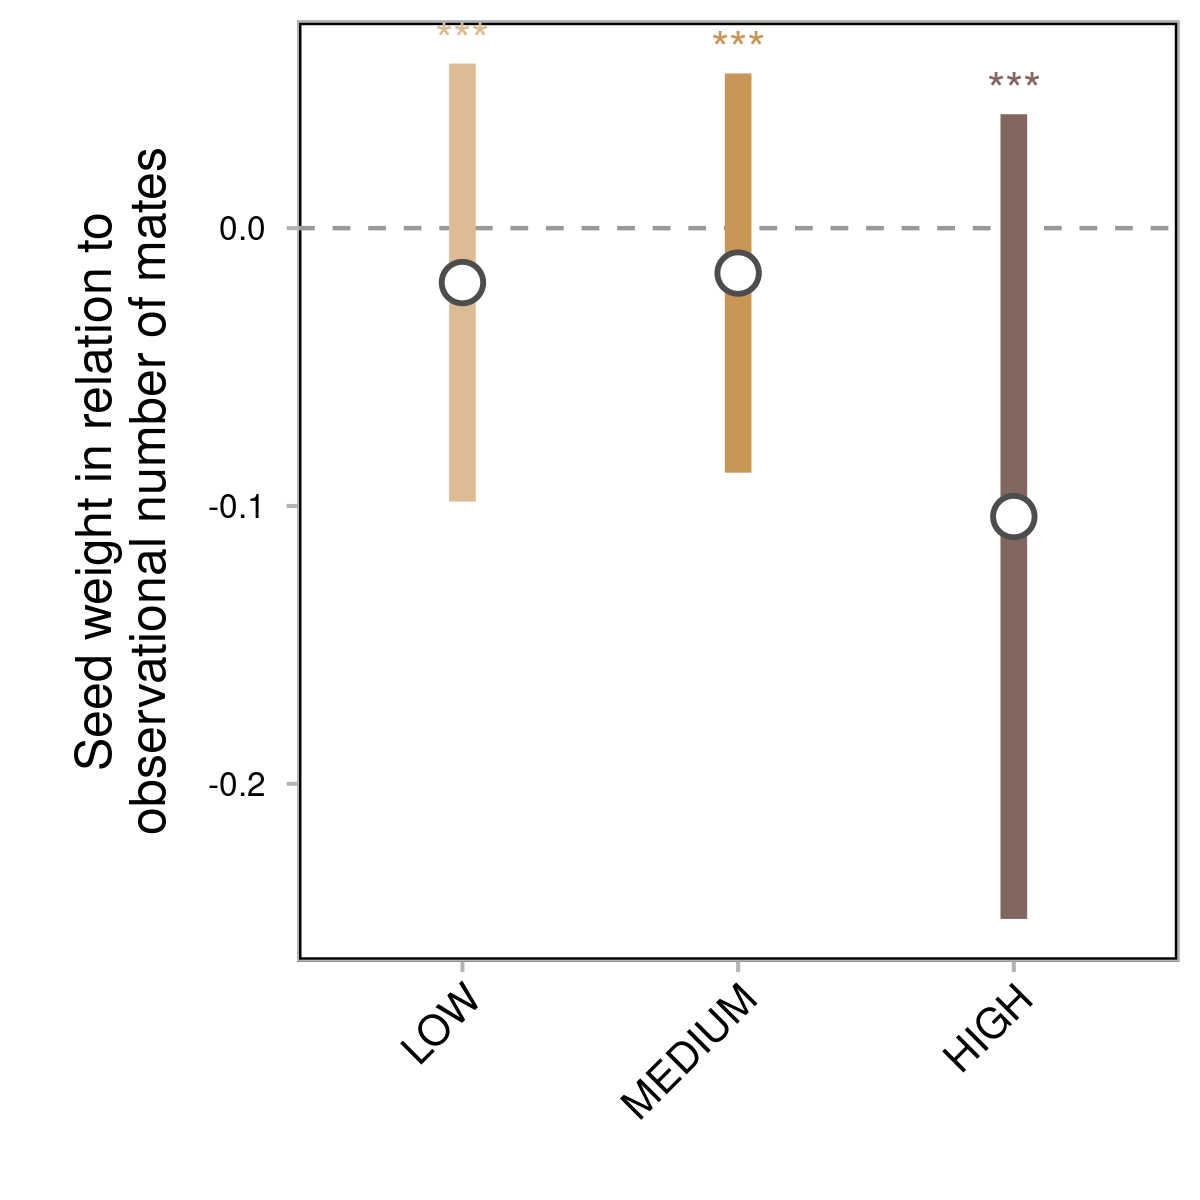 Seed weight in relation to
observational number of mates
0.0
-0.1
-0.2
***
***
***
LOW
MEDIUM
HIGH